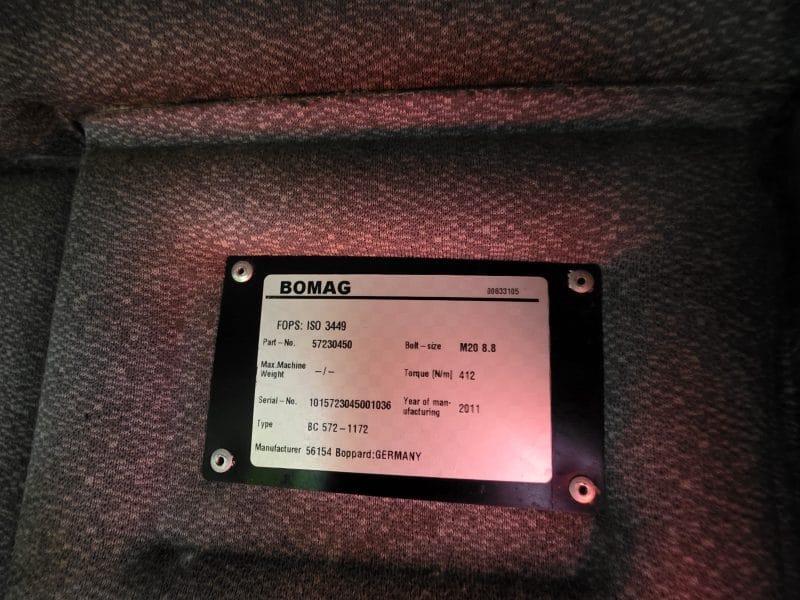 BOMAG 00833105
FOPS: ISO 3449
Part-No. 57230450 Bolt-size M20 8.8
Max.Machine Weight -/- Torque [N/m] 412
Serial-No. 1015723045001036 Year of man-ufacturing 2011
Type BC 572-1172
Manufacturer 56154 Boppard:GERMANY